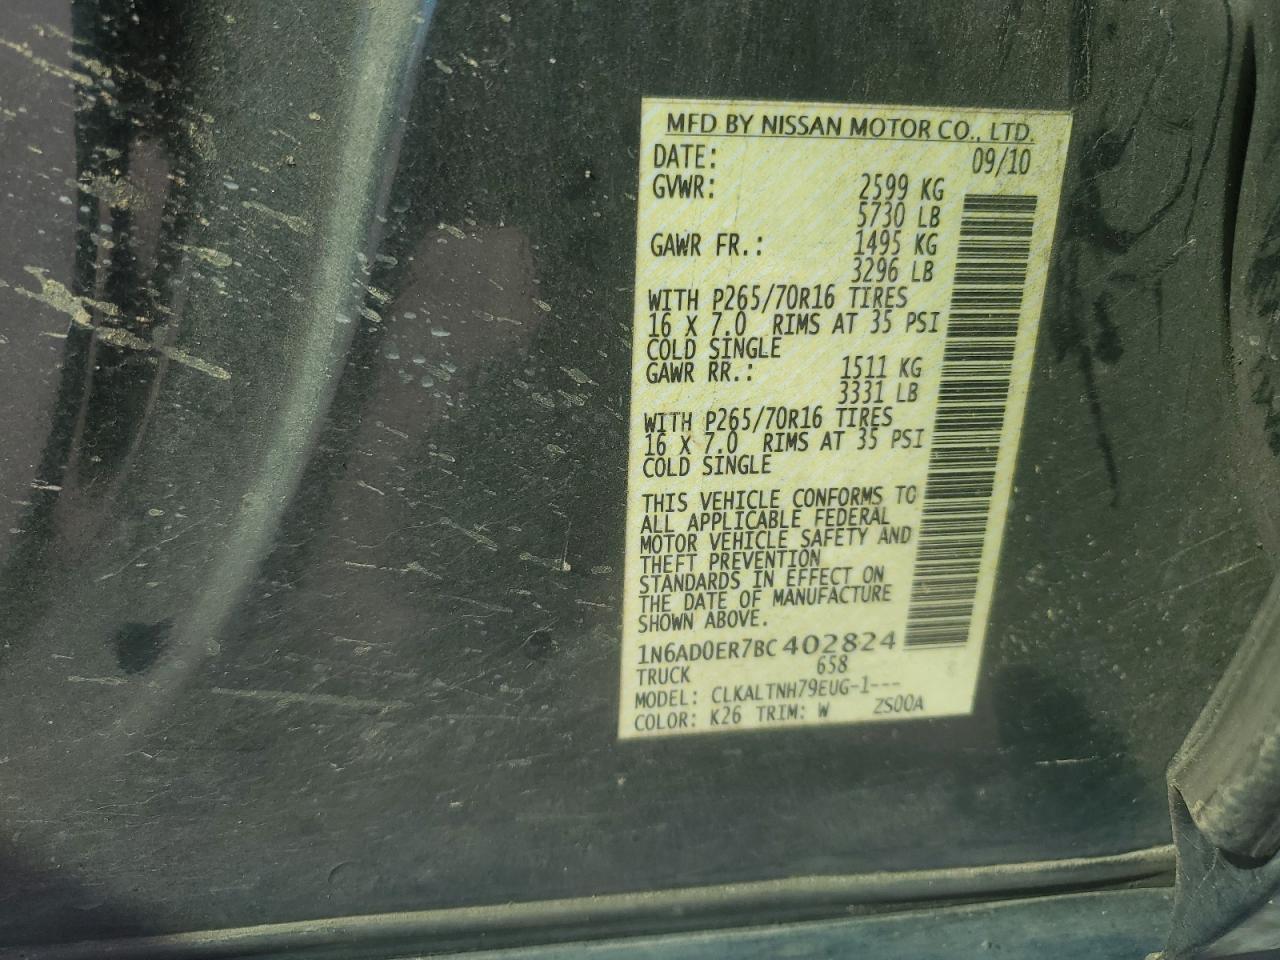 MFD BY NISSAN MOTOR CO., LTD.
DATE: 09/10
GVWR: 2599 KG
5730 LB
GAWR FR.: 1495 KG
3296 LB
WITH P265/70R16 TIRES
16 X 7.0 RIMS AT 35 PSI
COLD SINGLE
GAWR RR.: 1511 KG
3331 LB
WITH P265/70R16 TIRES
16 X 7.0 RIMS AT 35 PSI
COLD SINGLE
THIS VEHICLE CONFORMS TO
ALL APPLICABLE FEDERAL
MOTOR VEHICLE SAFETY AND
THEFT PREVENTION
STANDARDS IN EFFECT ON
THE DATE OF MANUFACTURE
SHOWN ABOVE.
1N6AD0ER7BC402824
TRUCK 658
MODEL: CLKALTNH79EUG-1---
COLOR: K26 TRIM: W ZS00A